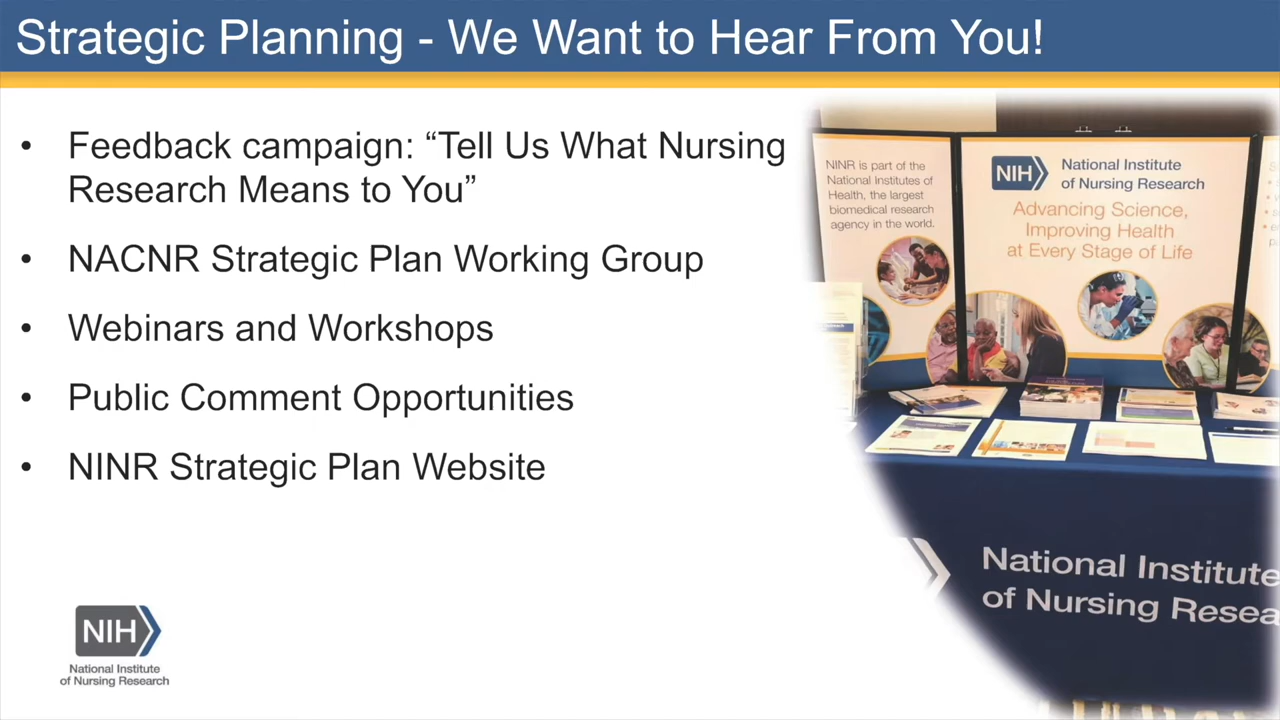 Strategic Planning - We Want to Hear From You!
• Feedback campaign: “Tell Us What Nursing
Research Means to You”
• NACNR Strategic Plan Working Group
• Webinars and Workshops
• Public Comment Opportunities
• NINR Strategic Plan Website
NIH
National Institute
of Nursing Research
NINR is part of the
National Institutes of
Health, the largest
biomedical research
agency in the world.
NIH
National Institute
of Nursing Research
Advancing Science,
Improving Health
at Every Stage of Life
National Institute
of Nursing Resea